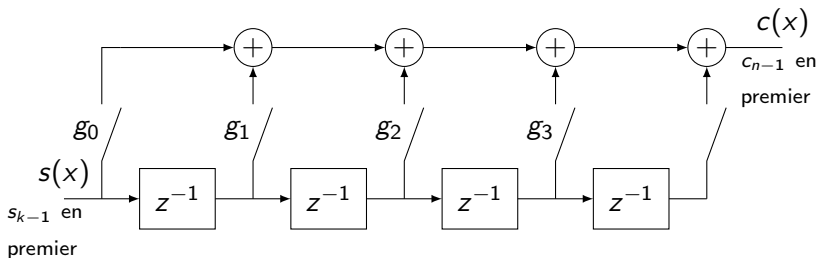 c(x)
+ + + +
c_{n-1} en
premier
g_0 g_1 g_2 g_3
s(x)
z^{-1} z^{-1} z^{-1} z^{-1}
s_{k-1} en
premier